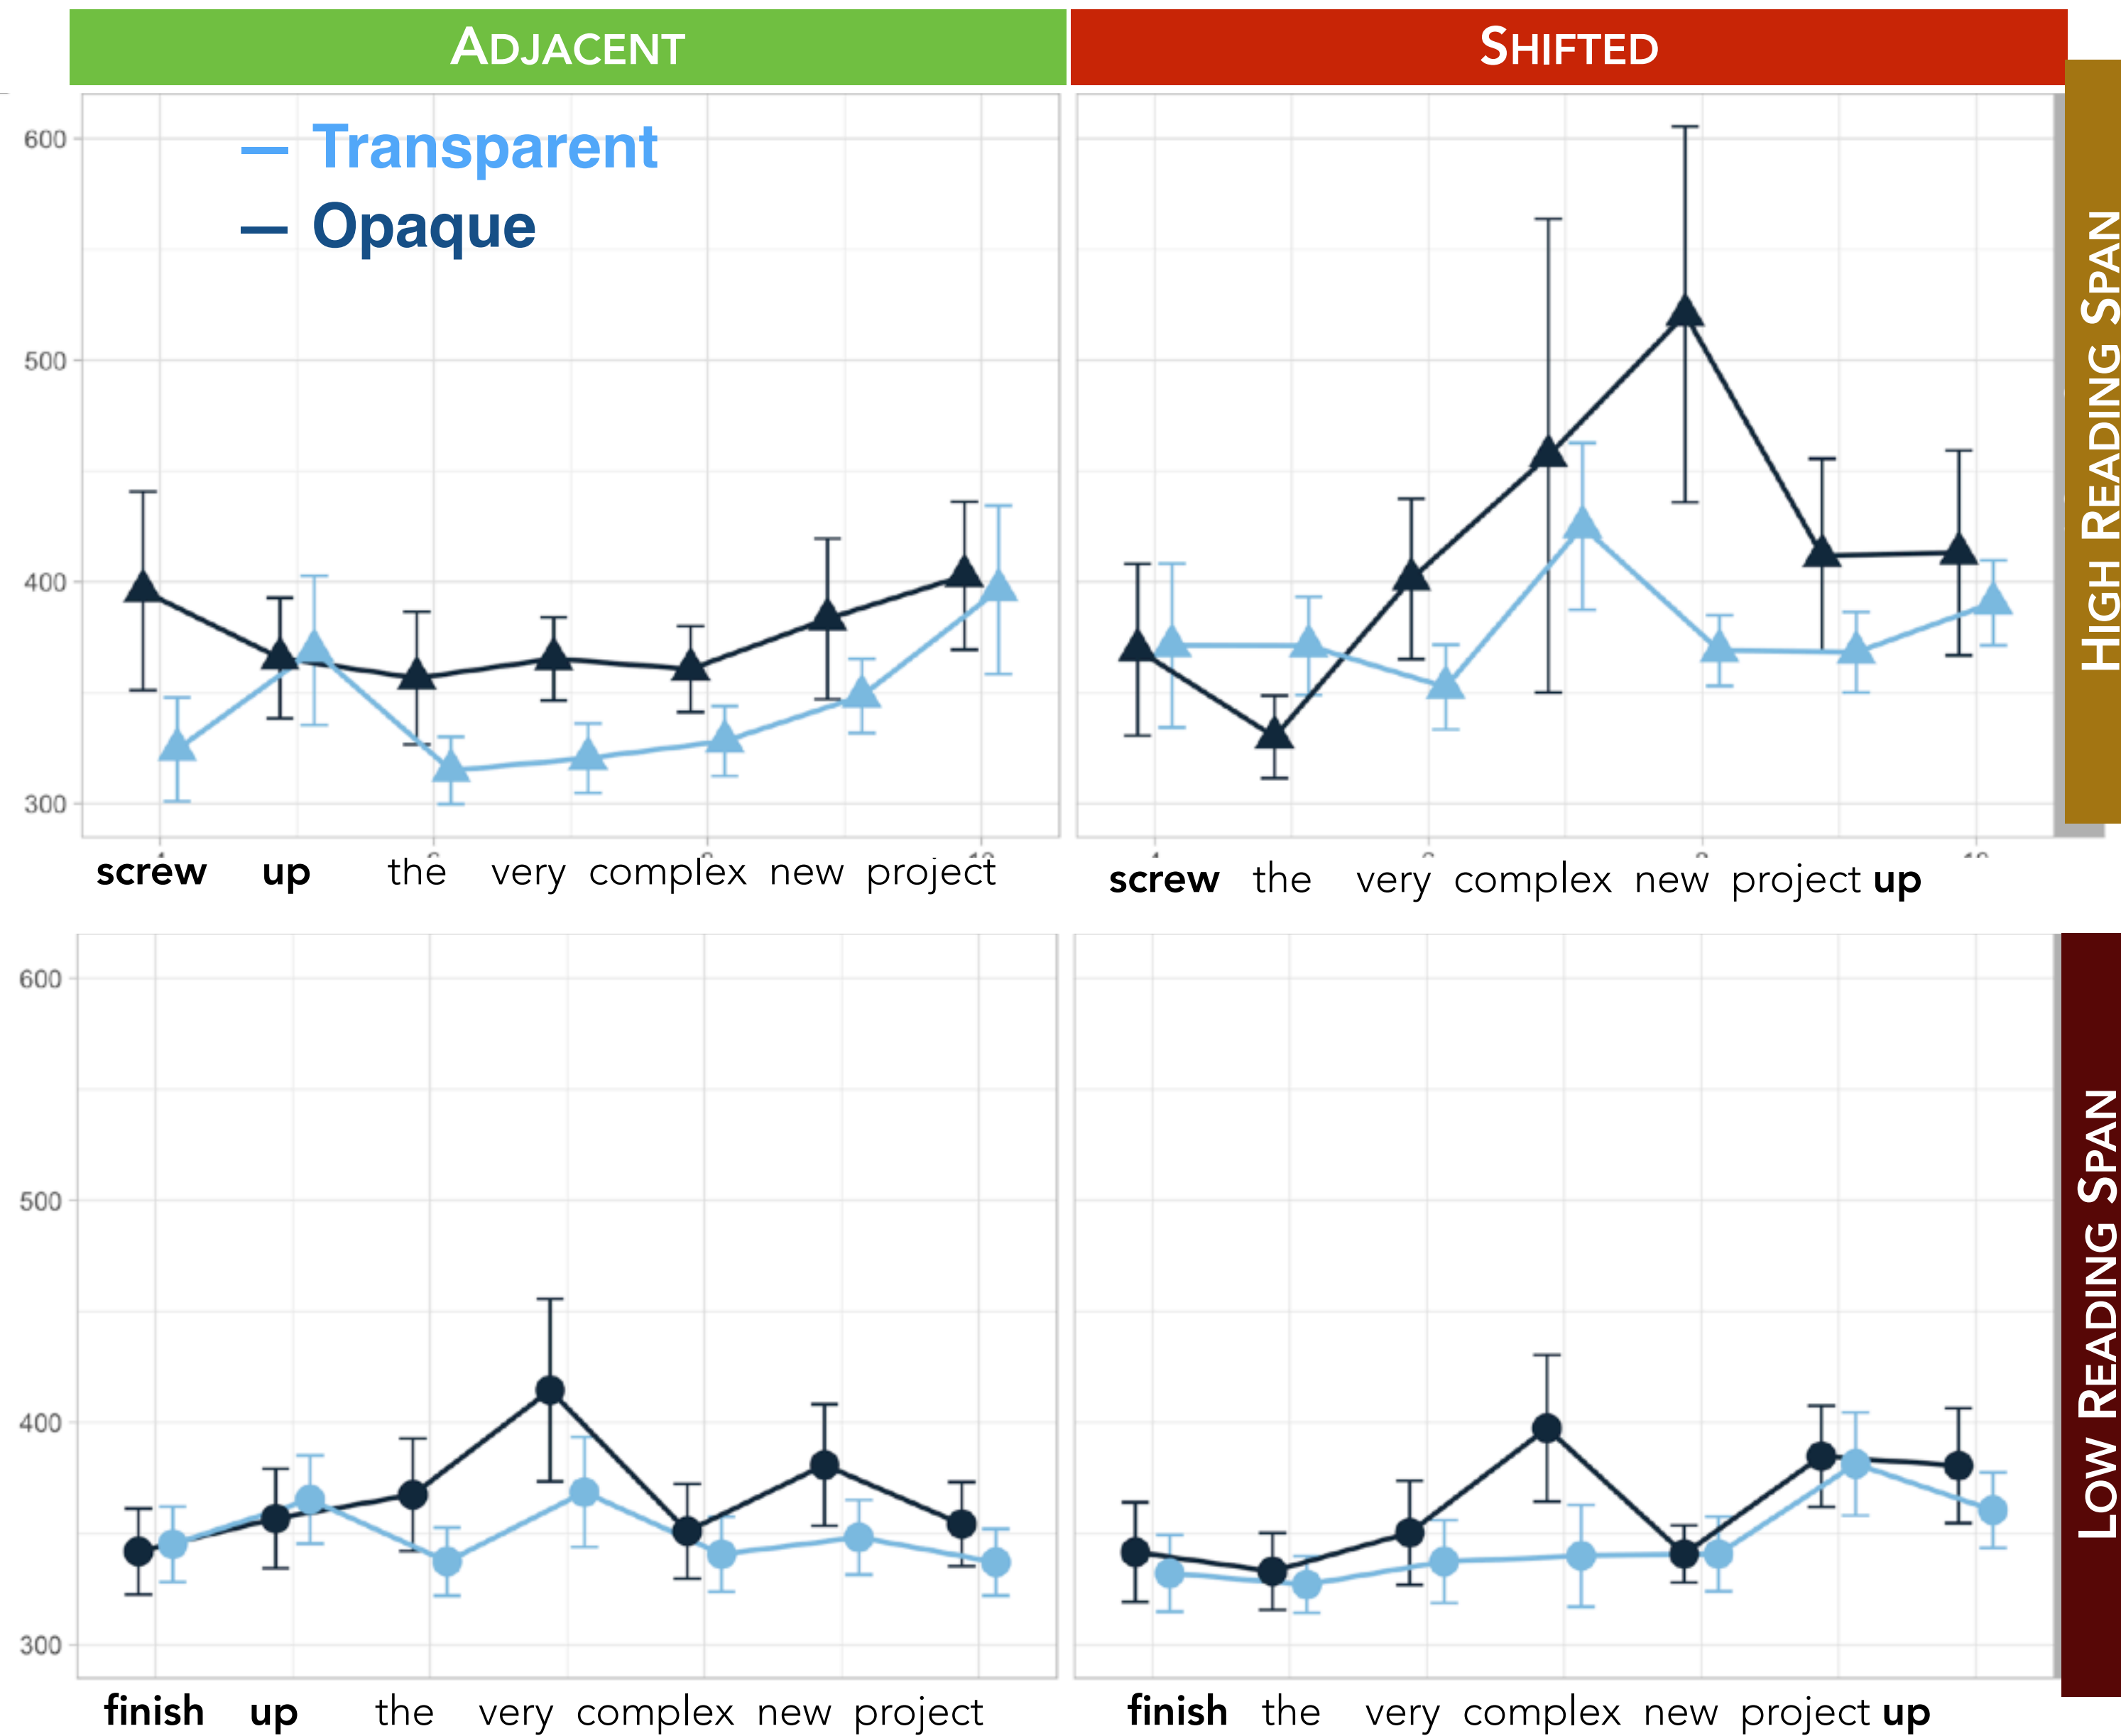 ADJACENT
SHIFTED
— Transparent
— Opaque
600
500
400
300
HIGH READING SPAN
screw up the very complex new project
screw the very complex new project up
600
500
400
300
LOW READING SPAN
finish up the very complex new project
finish the very complex new project up